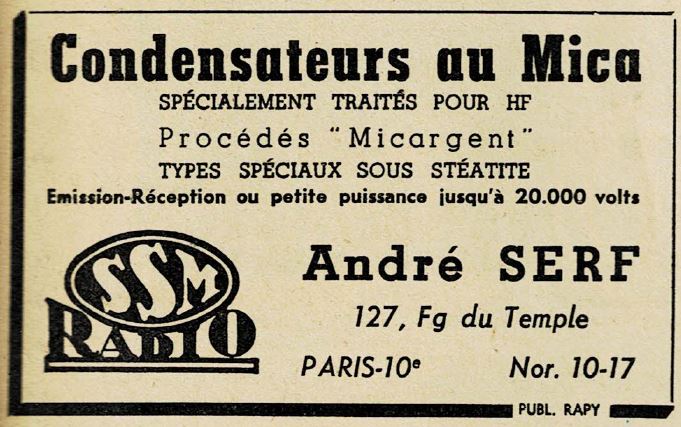 Condensateurs au Mica
SPÉCIALEMENT TRAITÉS POUR HF
Procédés "Micargent"
TYPES SPÉCIAUX SOUS STÉATITE
Emission-Réception ou petite puissance jusqu'à 20.000 volts
SSM
RADIO
André SERF
127, Fg du Temple
PARIS-10e Nor. 10-17
PUBL. RAPY